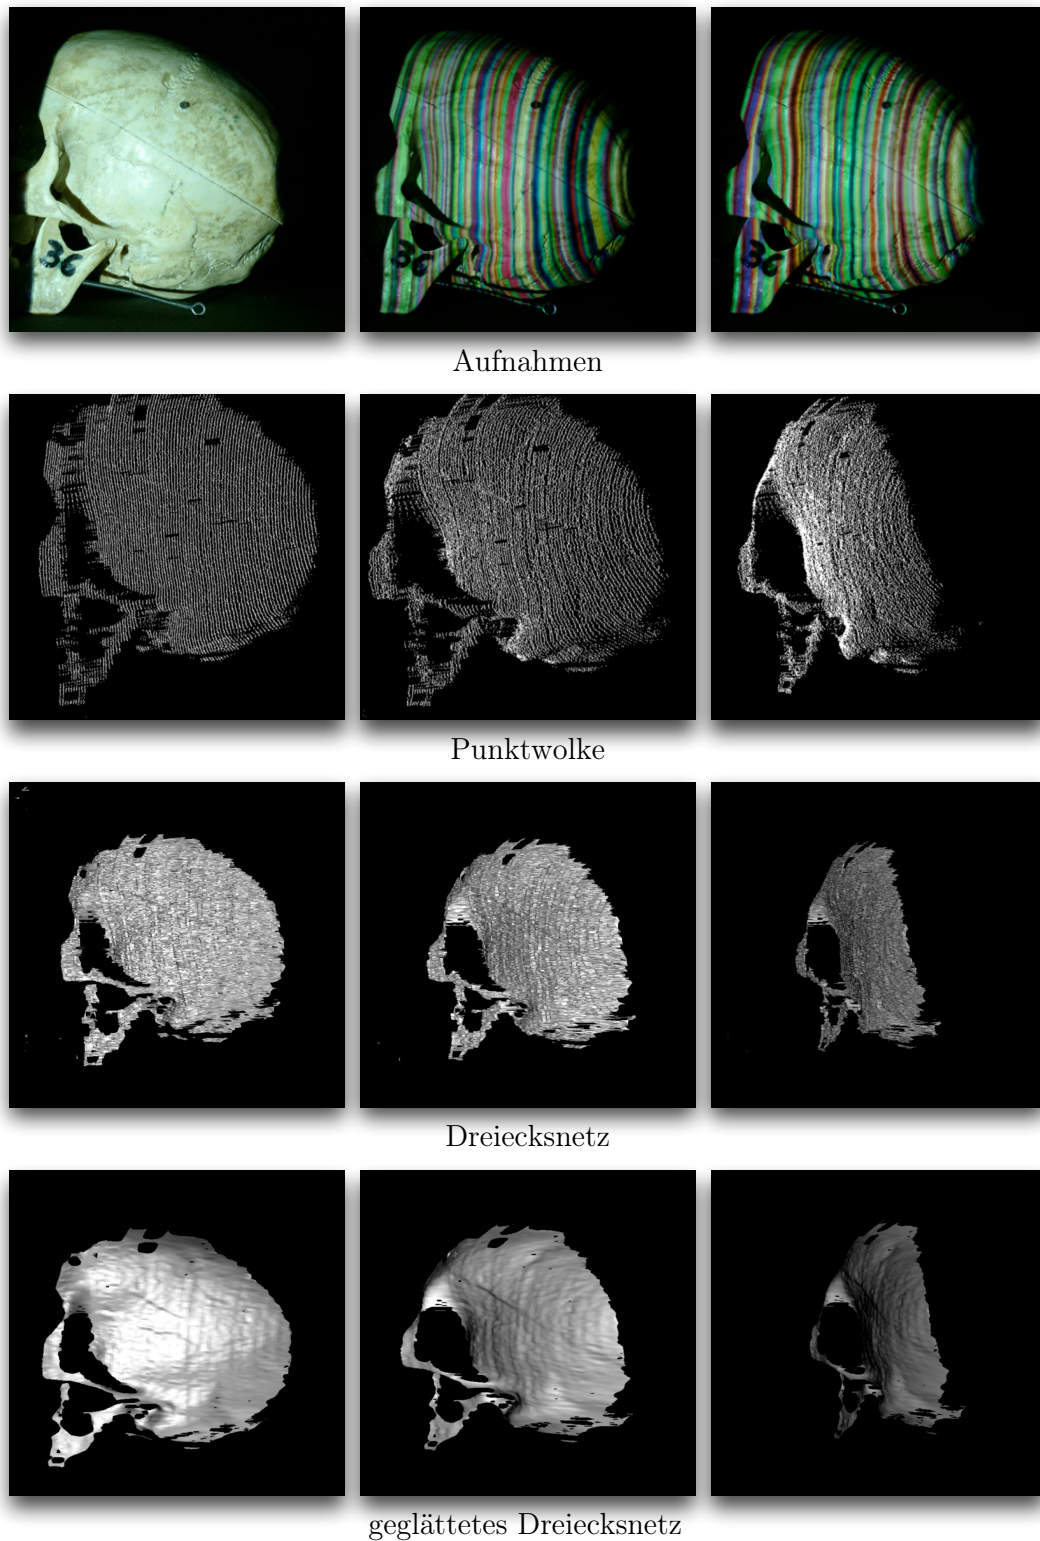 36
36
36
Aufnahmen
Punktwolke
Dreiecksnetz
geglättetes Dreiecksnetz